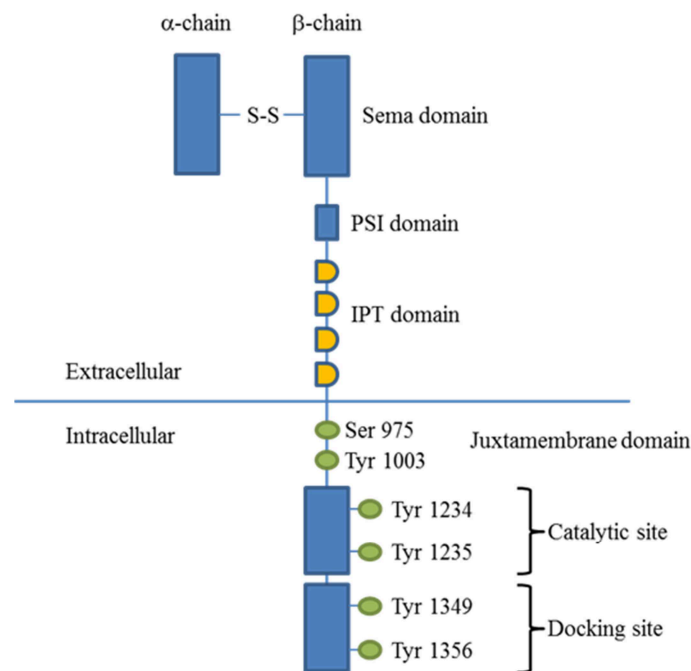 α-chain
β-chain
S-S
Sema domain
PSI domain
IPT domain
Extracellular
Intracellular
Ser 975
Juxtamembrane domain
Tyr 1003
Tyr 1234
Catalytic site
Tyr 1235
Tyr 1349
Docking site
Tyr 1356